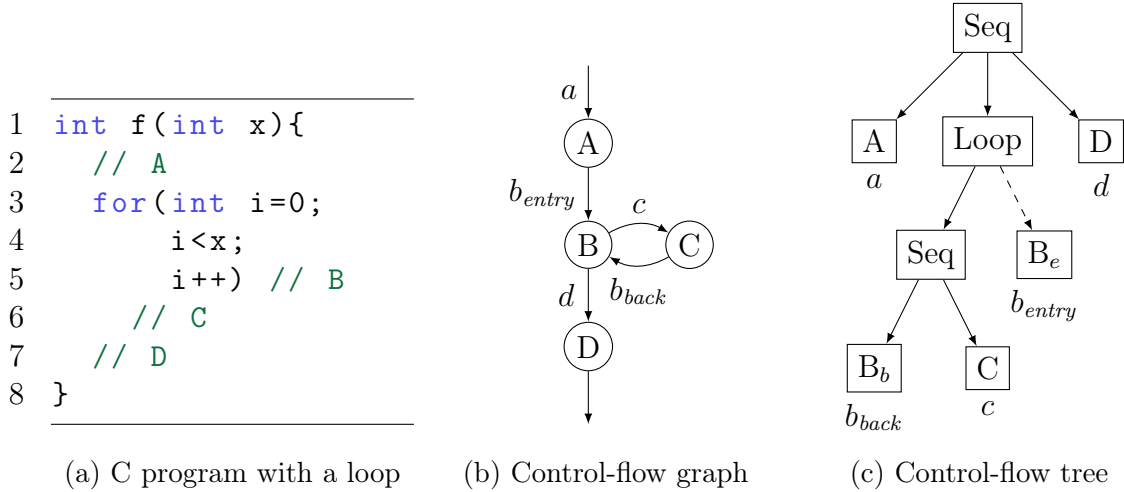 1 int f(int x){
2 // A
3 for(int i=0;
4 i<x;
5 i++) // B
6 // C
7 // D
8 }
(a) C program with a loop
a
A
b_entry
c
B
C
d
b_back
D
(b) Control-flow graph
Seq
A
Loop
D
a
d
Seq
B_e
b_entry
B_b
C
b_back
c
(c) Control-flow tree